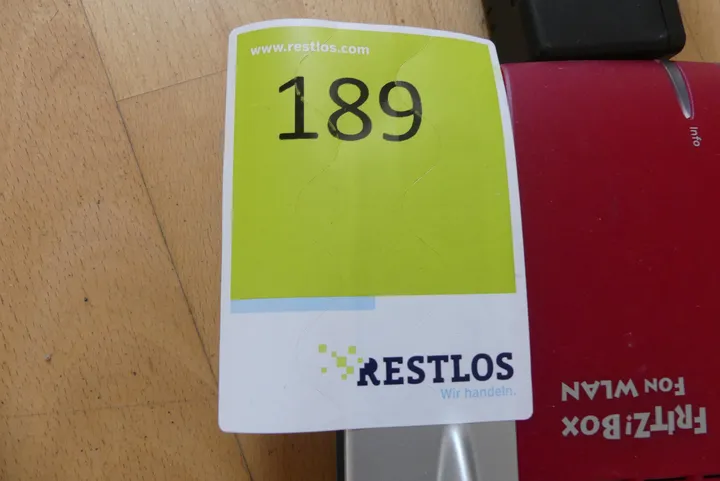 www.restlos.com
189
RESTLOS
Wir handeln.
Info
FRITZ!Box
Fon WLAN